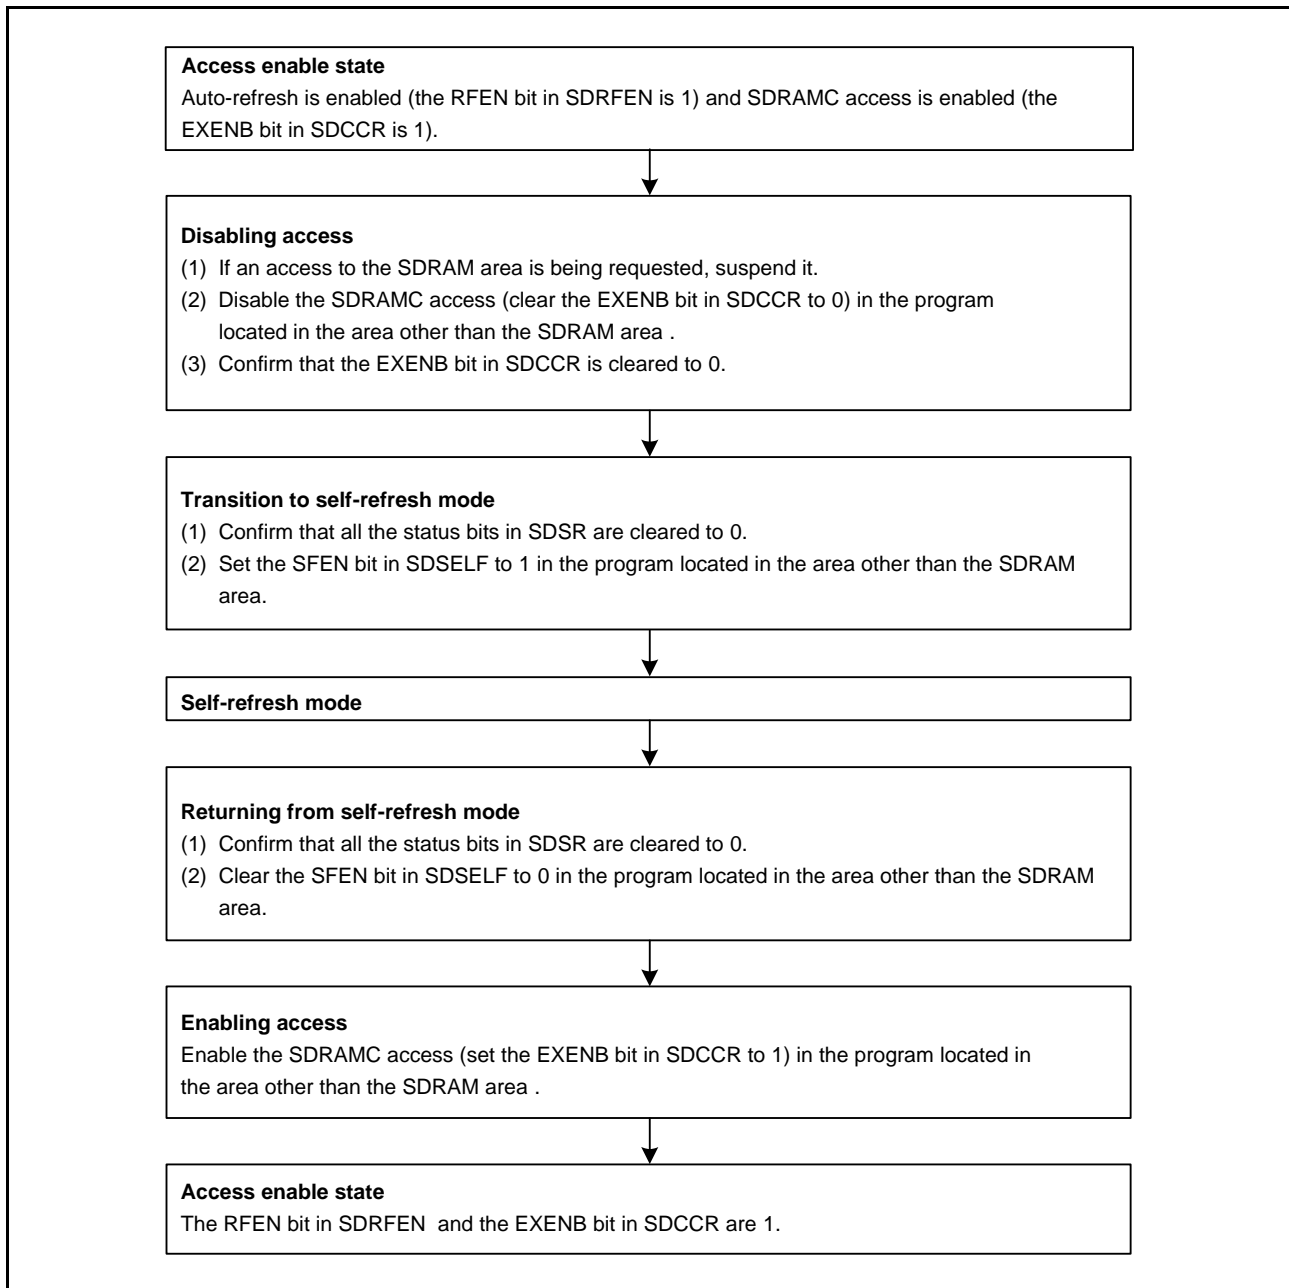 Access enable state
Auto-refresh is enabled (the RFEN bit in SDRFEN is 1) and SDRAMC access is enabled (the
EXENB bit in SDCCR is 1).
Disabling access
(1) If an access to the SDRAM area is being requested, suspend it.
(2) Disable the SDRAMC access (clear the EXENB bit in SDCCR to 0) in the program
located in the area other than the SDRAM area .
(3) Confirm that the EXENB bit in SDCCR is cleared to 0.
Transition to self-refresh mode
(1) Confirm that all the status bits in SDSR are cleared to 0.
(2) Set the SFEN bit in SDSELF to 1 in the program located in the area other than the SDRAM
area.
Self-refresh mode
Returning from self-refresh mode
(1) Confirm that all the status bits in SDSR are cleared to 0.
(2) Clear the SFEN bit in SDSELF to 0 in the program located in the area other than the SDRAM
area.
Enabling access
Enable the SDRAMC access (set the EXENB bit in SDCCR to 1) in the program located in
the area other than the SDRAM area .
Access enable state
The RFEN bit in SDRFEN  and the EXENB bit in SDCCR are 1.